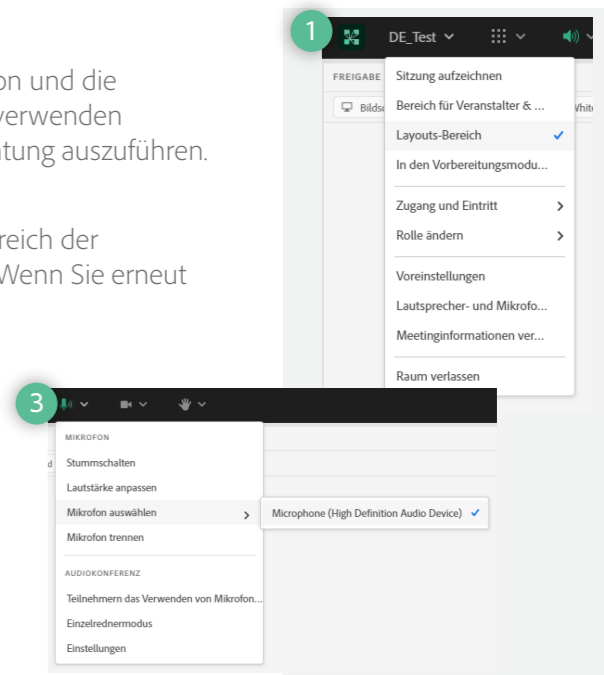 on und die
verwenden
htung auszuführen.
reich der
Wenn Sie erneut
1
DE_Test
FREIGABE
Bildsc
White
Sitzung aufzeichnen
Bereich für Veranstalter & ...
Layouts-Bereich
In den Vorbereitungsmodu...
Zugang und Eintritt
Rolle ändern
Voreinstellungen
Lautsprecher- und Mikrofo...
Meetinginformationen ver...
Raum verlassen
3
MIKROFON
Stummschalten
Lautstärke anpassen
Mikrofon auswählen
Microphone (High Definition Audio Device)
Mikrofon trennen
AUDIOKONFERENZ
Teilnehmern das Verwenden von Mikrofon...
Einzelrednermodus
Einstellungen